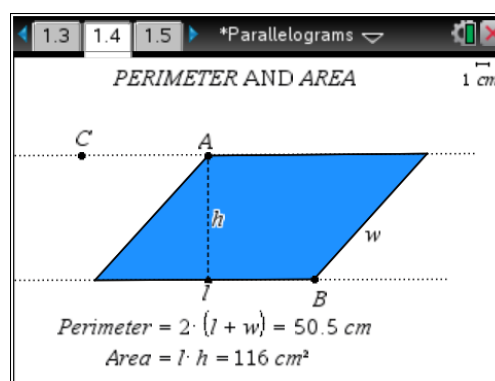 1.3 1.4 1.5 *Parallelograms
PERIMETER AND AREA
1 cm
C
A
h
w
l
B
Perimeter = 2· (l + w) = 50.5 cm
Area = l· h = 116 cm²